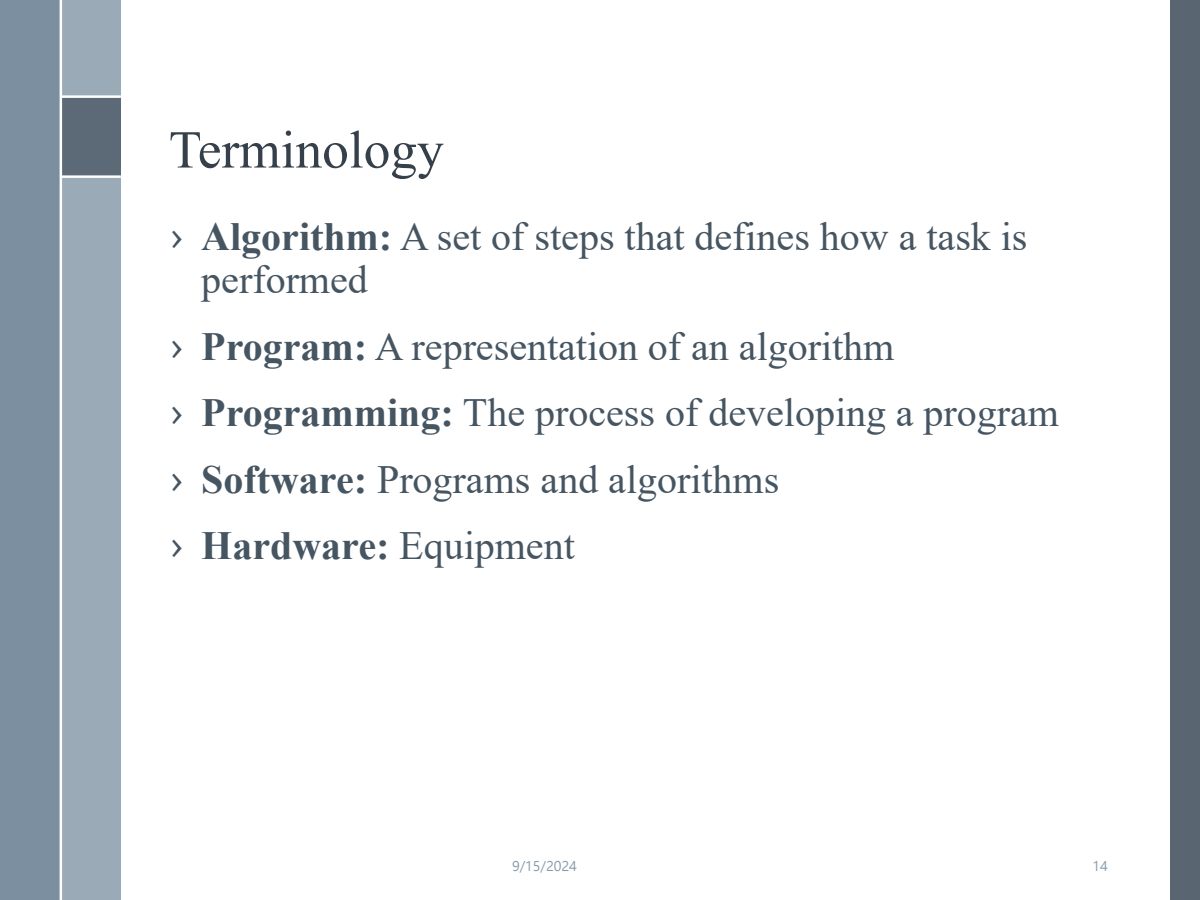 Terminology
› Algorithm: A set of steps that defines how a task is
performed
› Program: A representation of an algorithm
› Programming: The process of developing a program
› Software: Programs and algorithms
› Hardware: Equipment
9/15/2024
14